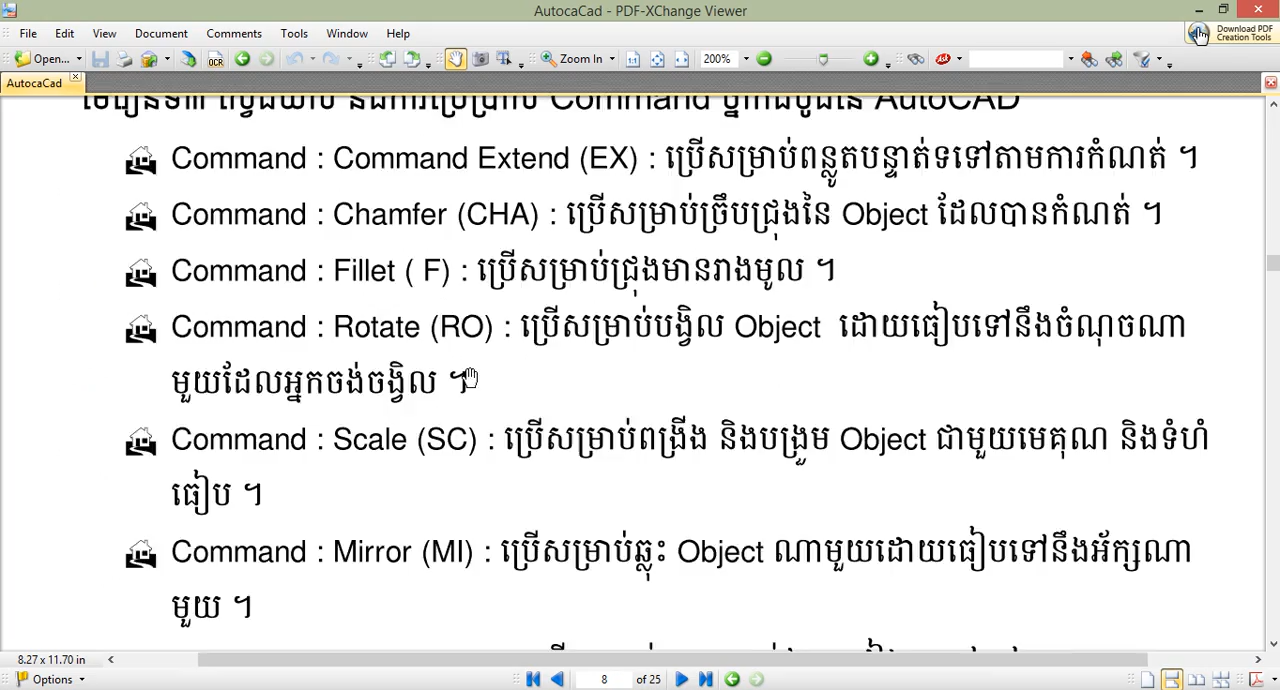 AutocaCad - PDF-XChange Viewer
File Edit View Document Comments Tools Window Help
Download PDF
Creation Tools
Open... OCR Zoom In 200%
AutocaCad
Command AutoCAD
Command : Command Extend (EX) : ប្រើសម្រាប់ពន្លូតបន្ទាត់ទទៅតាមការកំណត់ ។
Command : Chamfer (CHA) : ប្រើសម្រាប់ច្រឹបជ្រុងនៃ Object ដែលបានកំណត់ ។
Command : Fillet ( F) : ប្រើសម្រាប់ជ្រុងមានរាងមូល ។
Command : Rotate (RO) : ប្រើសម្រាប់បង្វិល Object ដោយធៀបទៅនឹងចំណុចណា
មួយដែលអ្នកចង់ចង្វិល ។
Command : Scale (SC) : ប្រើសម្រាប់ពង្រីង និងបង្រួម Object ជាមួយមេគុណ និងទំហំ
ធៀប ។
Command : Mirror (MI) : ប្រើសម្រាប់ឆ្លុះ Object ណាមួយដោយធៀបទៅនឹងអ័ក្សណា
មួយ ។
8.27 x 11.70 in
Options 8 of 25